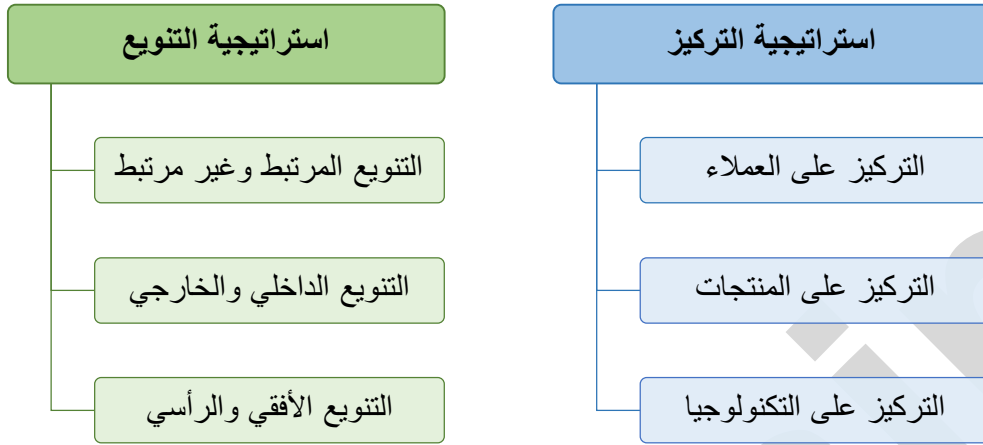 استراتيجية التركيز
التركيز على العملاء
التركيز على المنتجات
التركيز على التكنولوجيا
استراتيجية التنويع
التنويع المرتبط وغير مرتبط
التنويع الداخلي والخارجي
التنويع الأفقي والرأسي